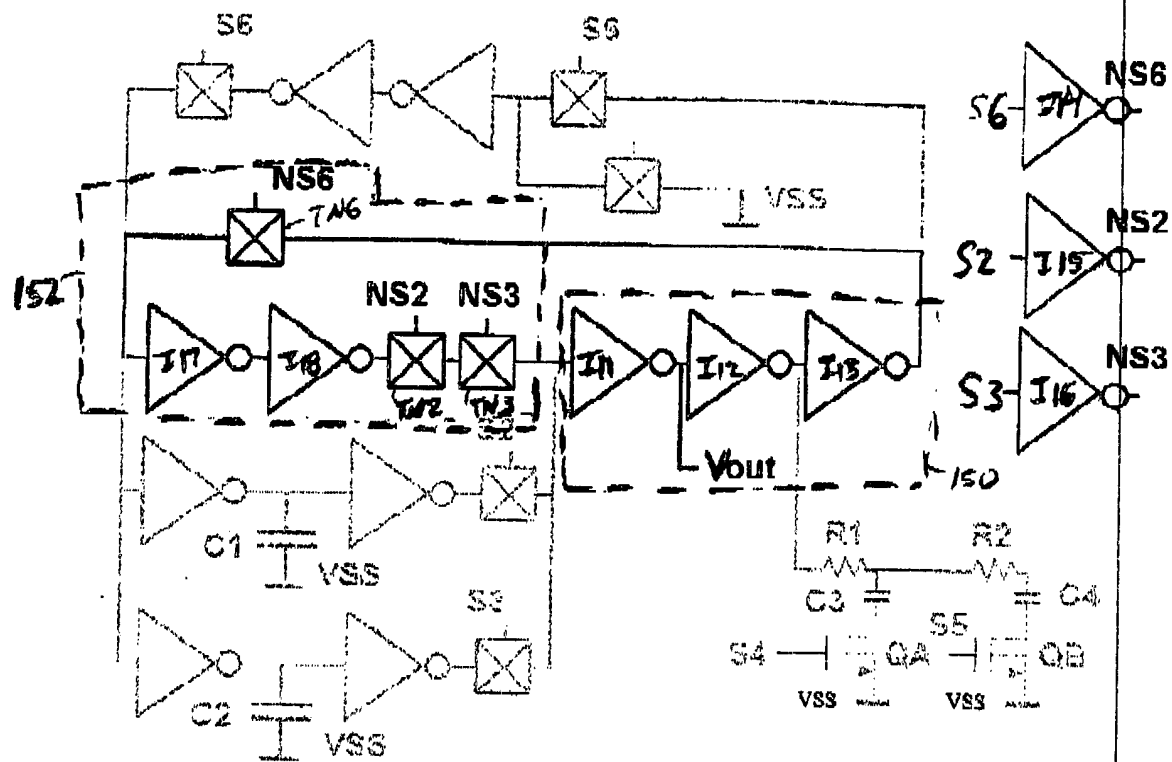 S6
S6
NS6
S6
I14
NS6
TN6
VSS
152
NS2
NS3
S2
I15
NS2
I17
I18
I11
I12
I13
TN2
TN3
S3
I16
NS3
Vout
150
C1
VSS
R1
R2
C3
C4
S3
S4
QA
S5
QB
C2
VSS
VSS
VSS